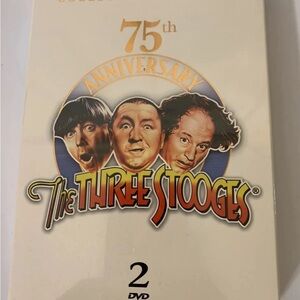 75th
ANNIVERSARY
THE THREE STOOGES®
2
DVD